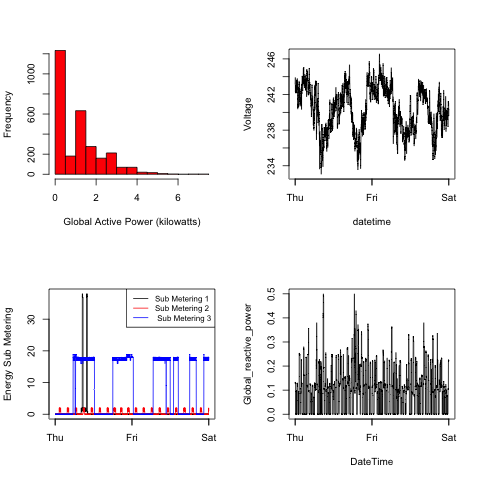 Frequency
0 200 600 1000
0 2 4 6
Global Active Power (kilowatts)
Voltage
234 238 242 246
Thu Fri Sat
datetime
Energy Sub Metering
0 10 20 30
Sub Metering 1
Sub Metering 2
Sub Metering 3
Thu Fri Sat
Global_reactive_power
0.0 0.1 0.2 0.3 0.4 0.5
Thu Fri Sat
DateTime